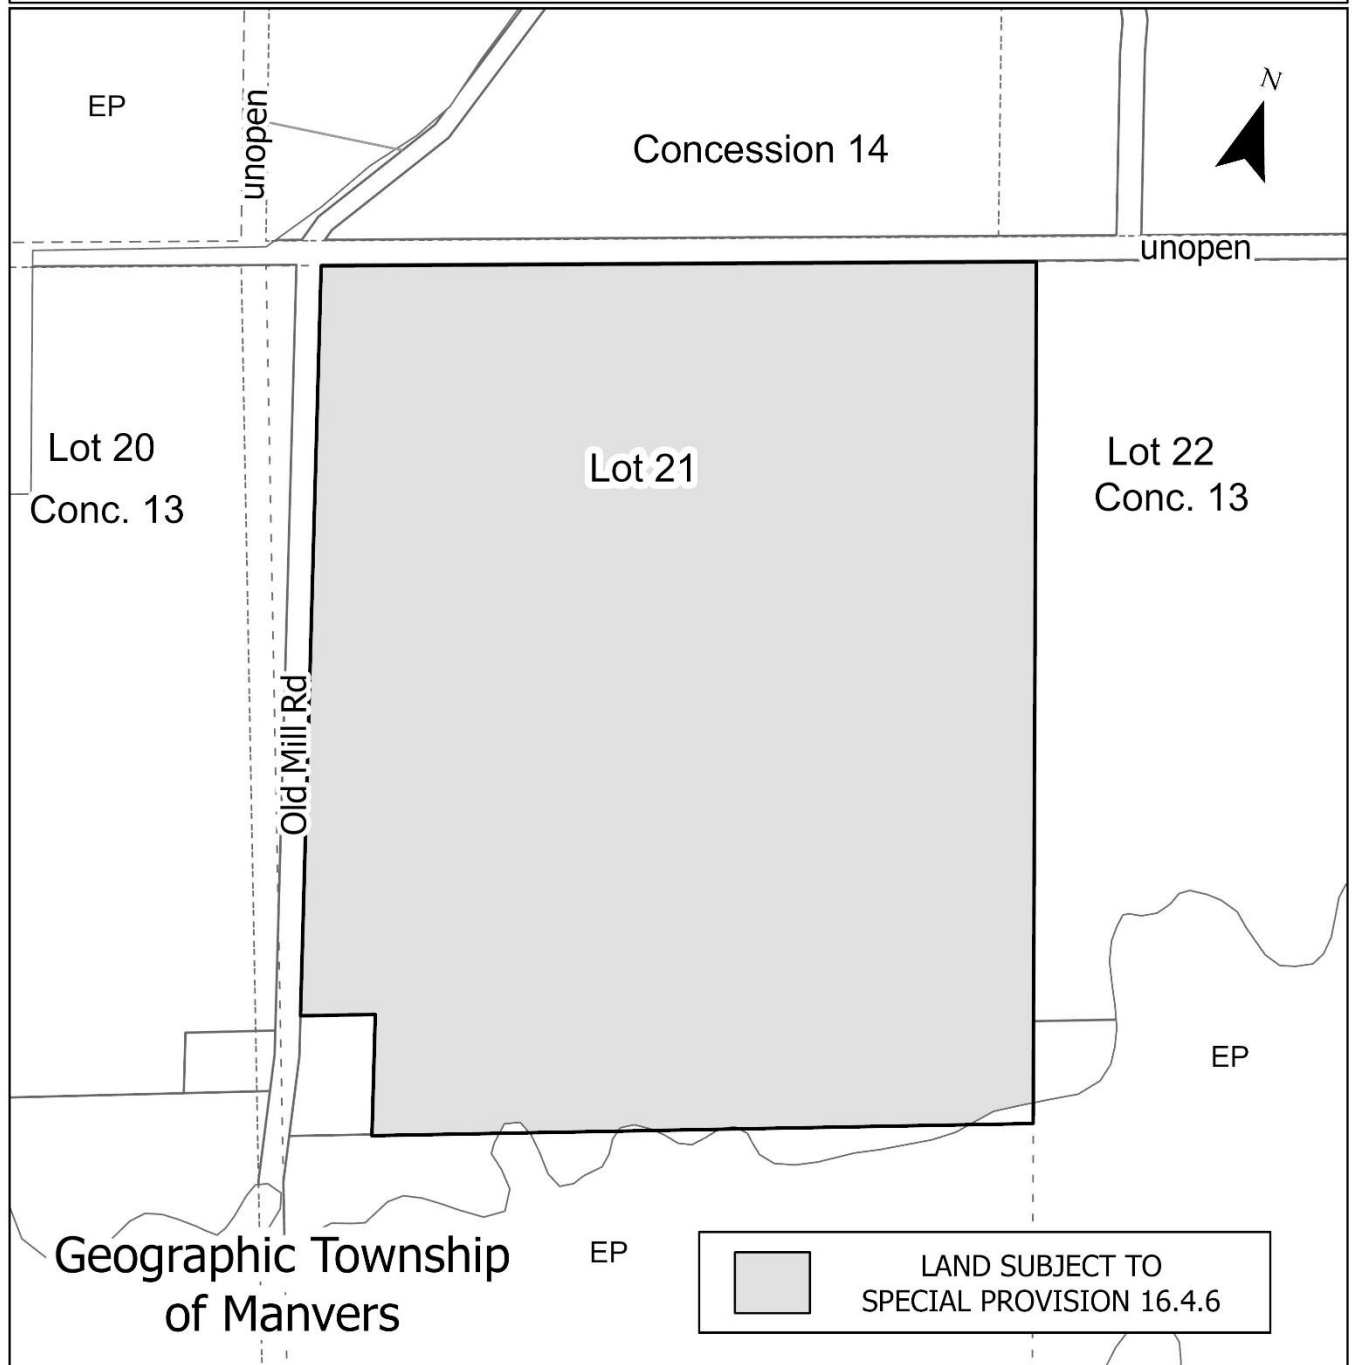 EP
unopen
Concession 14
N
unopen
Lot 20
Conc. 13
Lot 21
Lot 22
Conc. 13
Old Mill Rd
EP
Geographic Township
of Manvers
EP
LAND SUBJECT TO
SPECIAL PROVISION 16.4.6